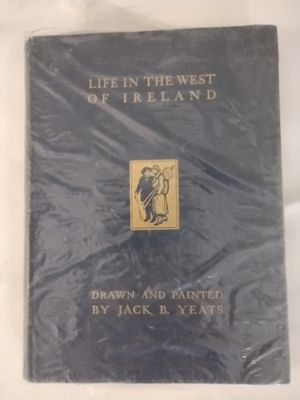 LIFE IN THE WEST
OF IRELAND
DRAWN AND PAINTED
BY JACK B. YEATS